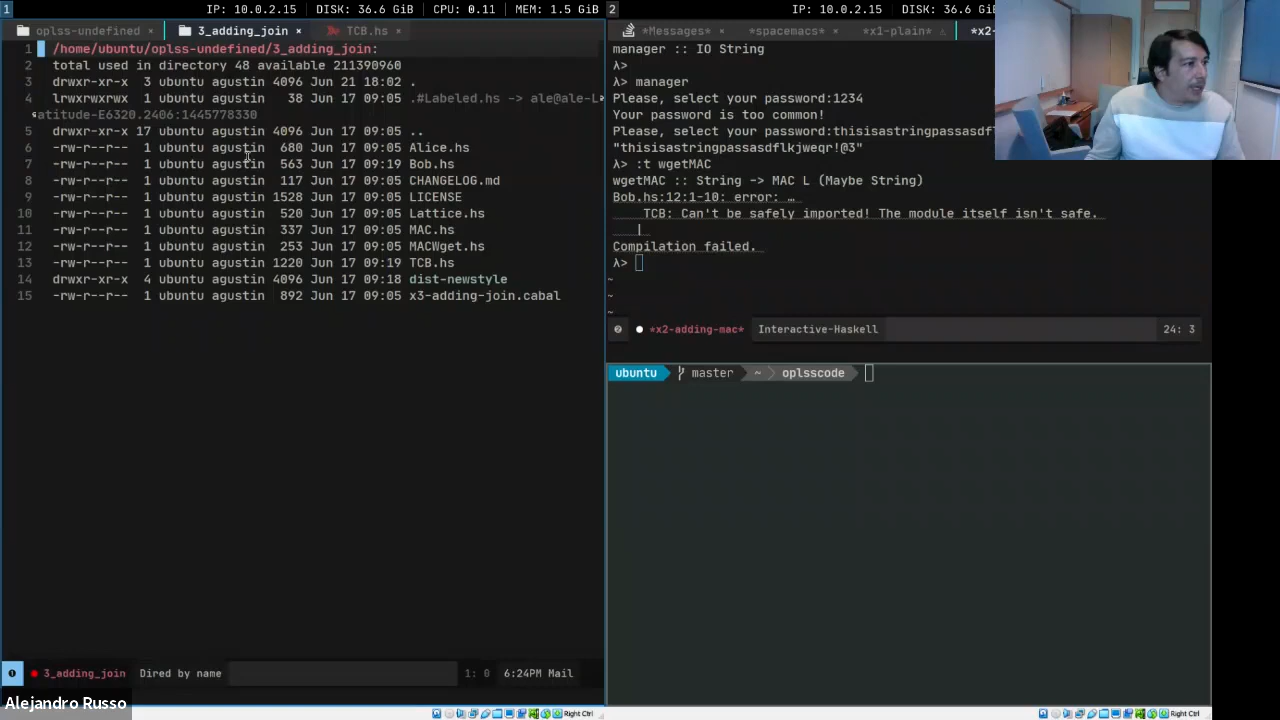 1 IP: 10.0.2.15 DISK: 36.6 GiB CPU: 0.11 MEM: 1.5 GiB
oplss-undefined × 3_adding_join × TCB.hs ×
1 /home/ubuntu/oplss-undefined/3_adding_join:
2 total used in directory 48 available 211390960
3 drwxr-xr-x 3 ubuntu agustin 4096 Jun 21 18:02 .
4 lrwxrwxrwx 1 ubuntu agustin 38 Jun 17 09:05 .#Labeled.hs -> ale@ale-L
atitude-E6320.2406:1445778330
5 drwxr-xr-x 17 ubuntu agustin 4096 Jun 17 09:05 ..
6 -rw-r--r-- 1 ubuntu agustin 680 Jun 17 09:05 Alice.hs
7 -rw-r--r-- 1 ubuntu agustin 563 Jun 17 09:19 Bob.hs
8 -rw-r--r-- 1 ubuntu agustin 117 Jun 17 09:05 CHANGELOG.md
9 -rw-r--r-- 1 ubuntu agustin 1528 Jun 17 09:05 LICENSE
10 -rw-r--r-- 1 ubuntu agustin 520 Jun 17 09:05 Lattice.hs
11 -rw-r--r-- 1 ubuntu agustin 337 Jun 17 09:05 MAC.hs
12 -rw-r--r-- 1 ubuntu agustin 253 Jun 17 09:05 MACWget.hs
13 -rw-r--r-- 1 ubuntu agustin 1220 Jun 17 09:19 TCB.hs
14 drwxr-xr-x 4 ubuntu agustin 4096 Jun 17 09:18 dist-newstyle
15 -rw-r--r-- 1 ubuntu agustin 892 Jun 17 09:05 x3-adding-join.cabal
3_adding_join Dired by name 1: 0 6:24PM Mail
Alejandro Russo
Right Ctrl
2 IP: 10.0.2.15 DISK: 36.6 GiB
*Messages* × *spacemacs* × *x1-plain* *x2-
manager :: IO String
λ>
λ> manager
Please, select your password:1234
Your password is too common!
Please, select your password:thisisastringpassasdf
"thisisastringpassasdflkjweqr!@3"
λ> :t wgetMAC
wgetMAC :: String -> MAC L (Maybe String)
Bob.hs:12:1-10: error: …
TCB: Can't be safely imported! The module itself isn't safe.
|
Compilation failed.
λ>
~
~
~
2 *x2-adding-mac* Interactive-Haskell 24: 3
ubuntu master ~ oplsscode
Right Ctrl